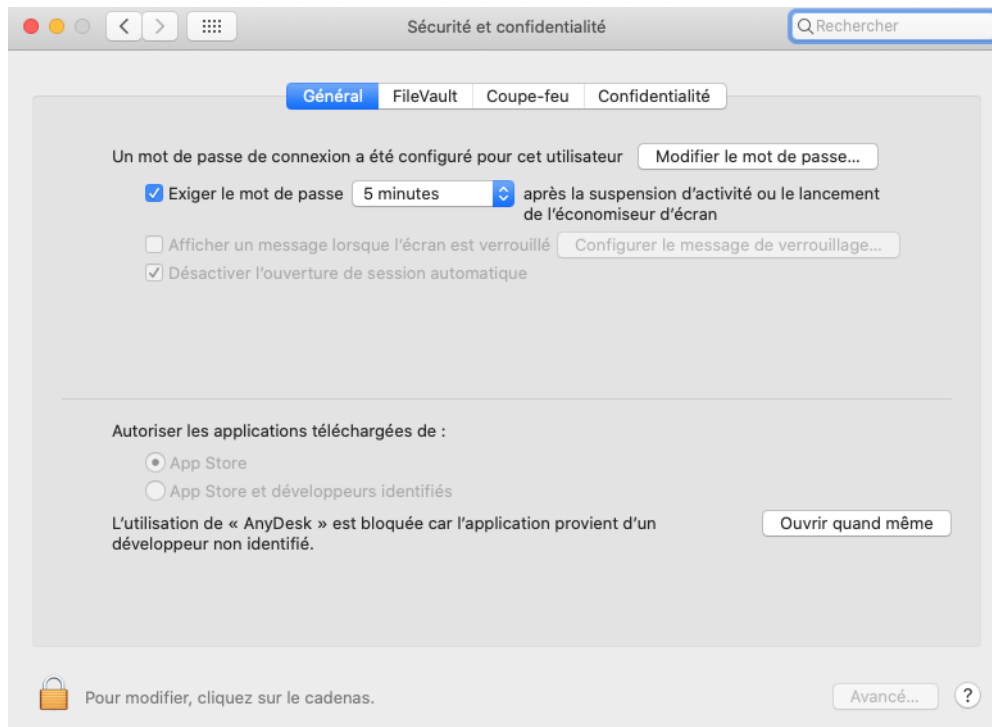 Sécurité et confidentialité
Rechercher
Général FileVault Coupe-feu Confidentialité
Un mot de passe de connexion a été configuré pour cet utilisateur Modifier le mot de passe...
Exiger le mot de passe 5 minutes après la suspension d'activité ou le lancement
de l'économiseur d'écran
Afficher un message lorsque l'écran est verrouillé Configurer le message de verrouillage...
Désactiver l'ouverture de session automatique
Autoriser les applications téléchargées de :
App Store
App Store et développeurs identifiés
L'utilisation de « AnyDesk » est bloquée car l'application provient d'un
développeur non identifié.
Ouvrir quand même
Pour modifier, cliquez sur le cadenas.
Avancé... ?